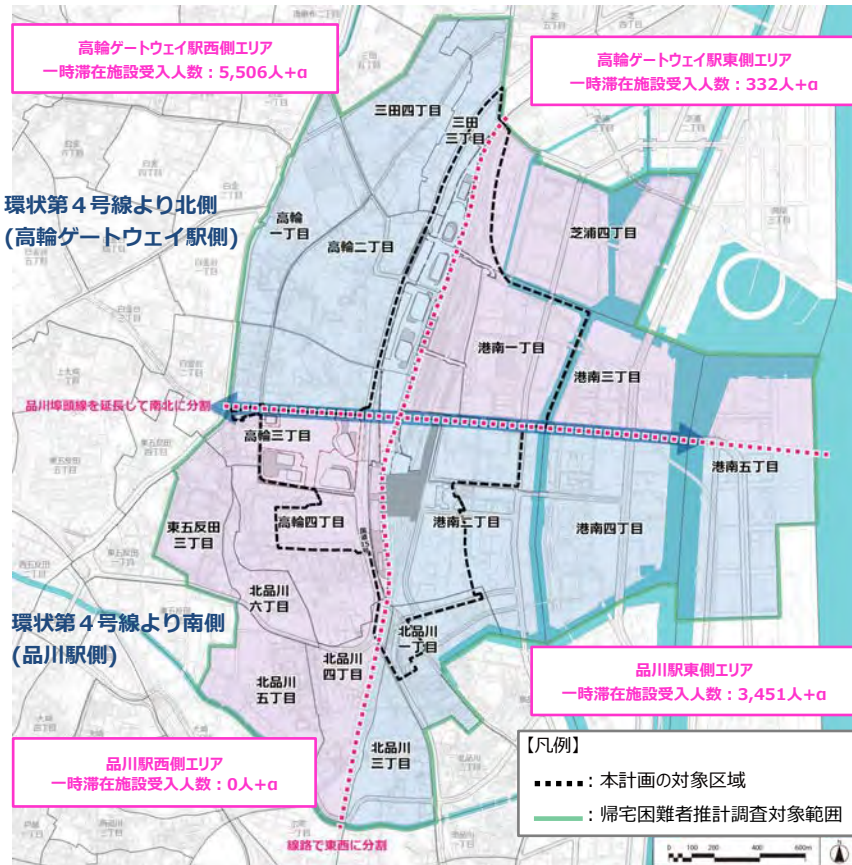 高輪ゲートウェイ駅西側エリア
一時滞在施設受入人数：5,506人+α
高輪ゲートウェイ駅東側エリア
一時滞在施設受入人数：332人+α
三田四丁目
三田
三丁目
環状第４号線より北側
(高輪ゲートウェイ駅側)
高輪
一丁目
高輪二丁目
芝浦四丁目
港南一丁目
港南三丁目
品川埠頭線を延長して南北に分割
高輪三丁目
港南五丁目
東五反田
三丁目
高輪四丁目
国道15号
港南二丁目
港南四丁目
北品川
六丁目
環状第４号線より南側
(品川駅側)
北品川
一丁目
北品川
四丁目
北品川
五丁目
品川駅東側エリア
一時滞在施設受入人数：3,451人+α
北品川
三丁目
品川駅西側エリア
一時滞在施設受入人数：0人+α
線路で東西に分割
【凡例】
：本計画の対象区域
：帰宅困難者推計調査対象範囲
0 100 200 400 600m